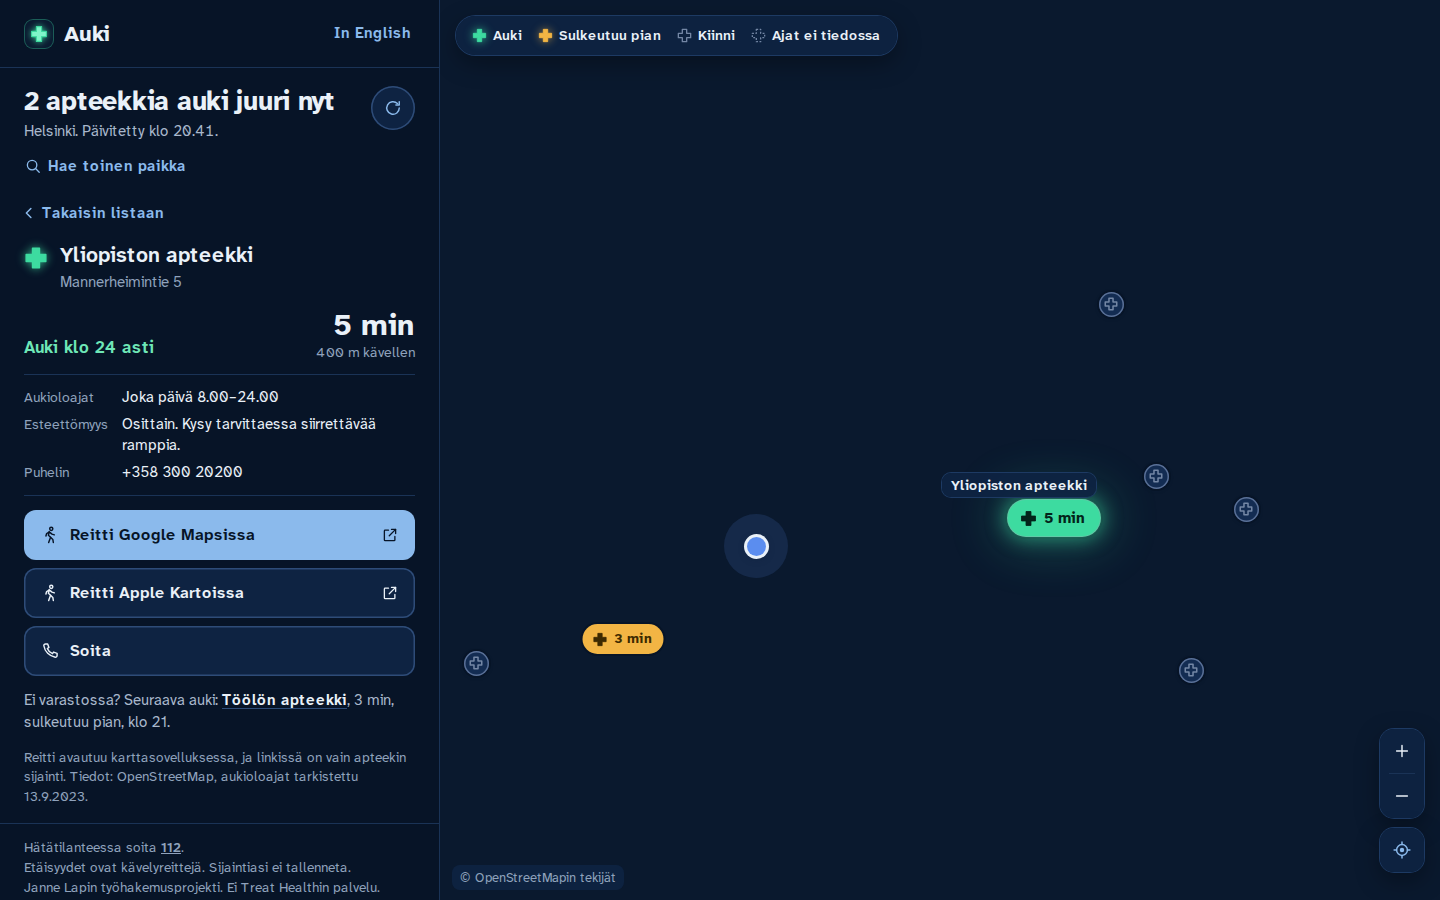 Auki
In English
2 apteekkia auki juuri nyt
Helsinki. Päivitetty klo 20.41.
Hae toinen paikka
Takaisin listaan
Yliopiston apteekki
Mannerheimintie 5
5 min
Auki klo 24 asti
400 m kävellen
Aukioloajat Joka päivä 8.00–24.00
Esteettömyys Osittain. Kysy tarvittaessa siirrettävää
ramppia.
Puhelin +358 300 20200
Reitti Google Mapsissa
Reitti Apple Kartoissa
Soita
Ei varastossa? Seuraava auki: Töölön apteekki, 3 min,
sulkeutuu pian, klo 21.
Reitti avautuu karttasovelluksessa, ja linkissä on vain apteekin
sijainti. Tiedot: OpenStreetMap, aukioloajat tarkistettu
13.9.2023.
Hätätilanteessa soita 112.
Etäisyydet ovat kävelyreittejä. Sijaintiasi ei tallenneta.
Janne Lapin työhakemusprojekti. Ei Treat Healthin palvelu.
Auki Sulkeutuu pian Kiinni Ajat ei tiedossa
Yliopiston apteekki
5 min
3 min
© OpenStreetMapin tekijät